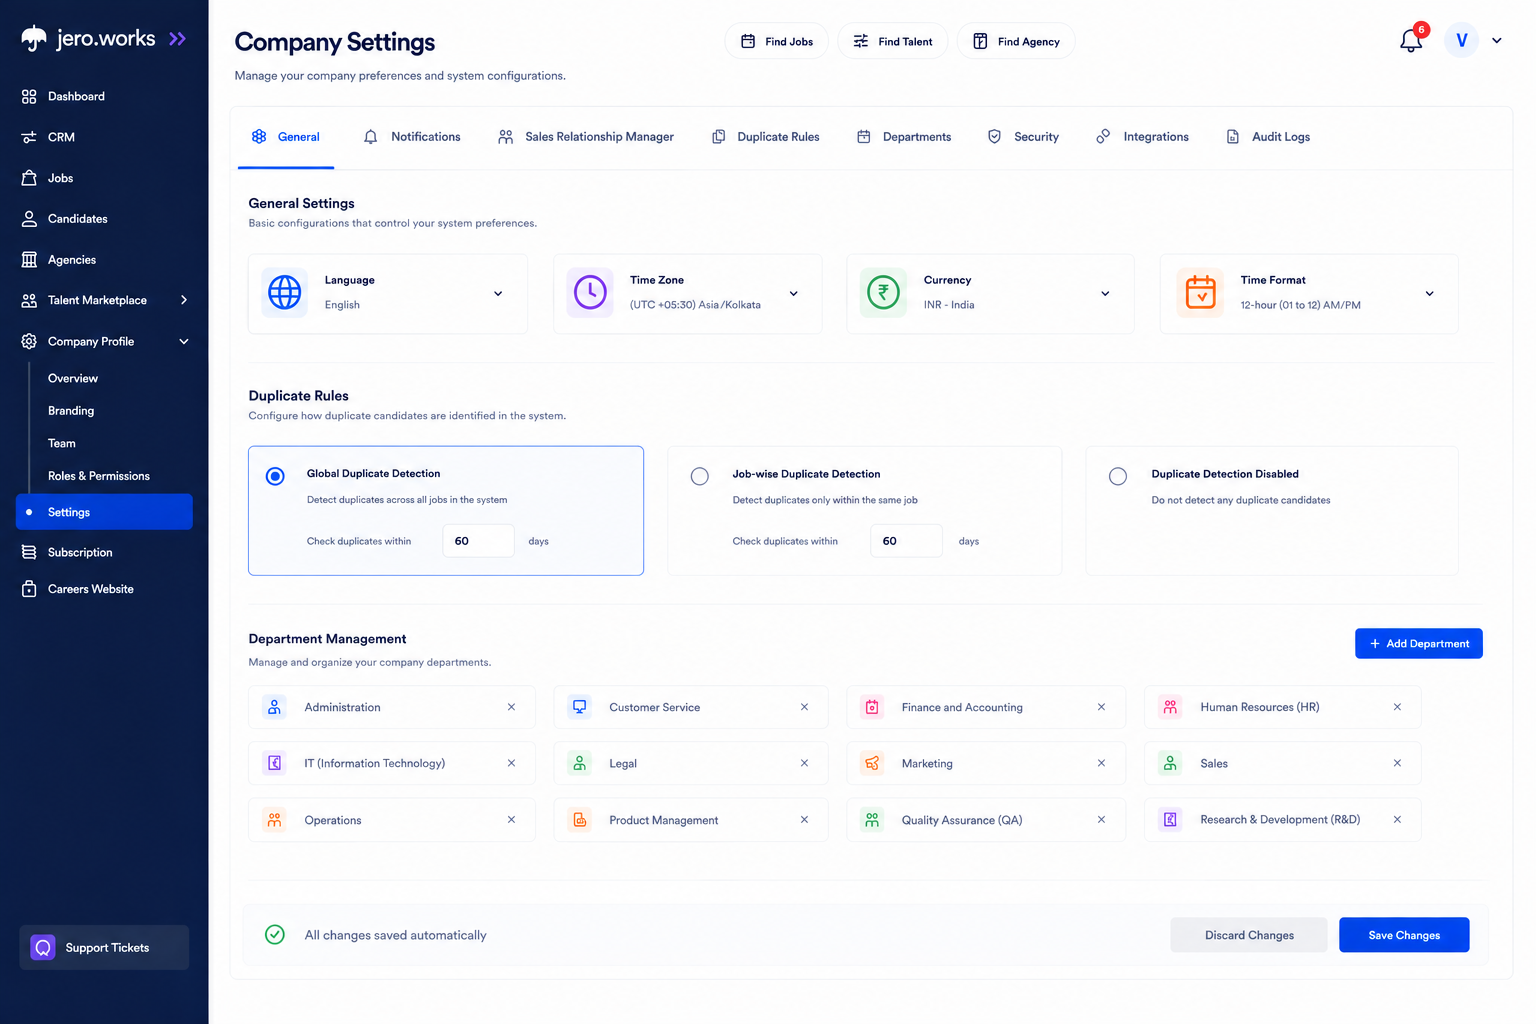 jero.works
Dashboard
CRM
Jobs
Candidates
Agencies
Talent Marketplace
Company Profile
Overview
Branding
Team
Roles & Permissions
Settings
Subscription
Careers Website
Support Tickets
Company Settings
Manage your company preferences and system configurations.
Find Jobs
Find Talent
Find Agency
6
V
General
Notifications
Sales Relationship Manager
Duplicate Rules
Departments
Security
Integrations
Audit Logs
General Settings
Basic configurations that control your system preferences.
Language
English
Time Zone
(UTC +05:30) Asia/Kolkata
₹
Currency
INR - India
Time Format
12-hour (01 to 12) AM/PM
Duplicate Rules
Configure how duplicate candidates are identified in the system.
Global Duplicate Detection
Detect duplicates across all jobs in the system
Check duplicates within 60 days
Job-wise Duplicate Detection
Detect duplicates only within the same job
Check duplicates within 60 days
Duplicate Detection Disabled
Do not detect any duplicate candidates
Department Management
Manage and organize your company departments.
+ Add Department
Administration
Customer Service
Finance and Accounting
Human Resources (HR)
IT (Information Technology)
Legal
Marketing
Sales
Operations
Product Management
Quality Assurance (QA)
Research & Development (R&D)
All changes saved automatically
Discard Changes
Save Changes